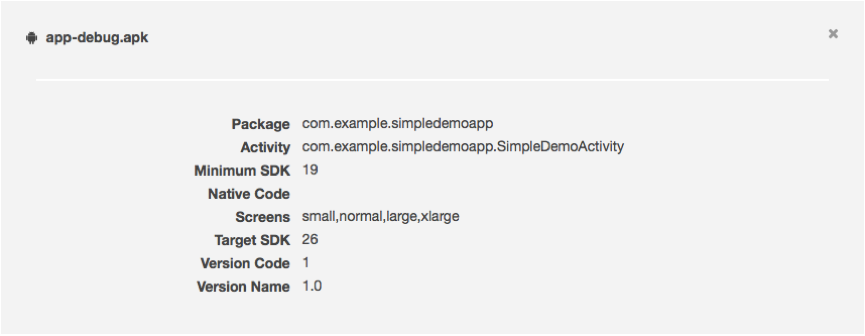 app-debug.apk
Package com.example.simpledemoapp
Activity com.example.simpledemoapp.SimpleDemoActivity
Minimum SDK 19
Native Code
Screens small,normal,large,xlarge
Target SDK 26
Version Code 1
Version Name 1.0